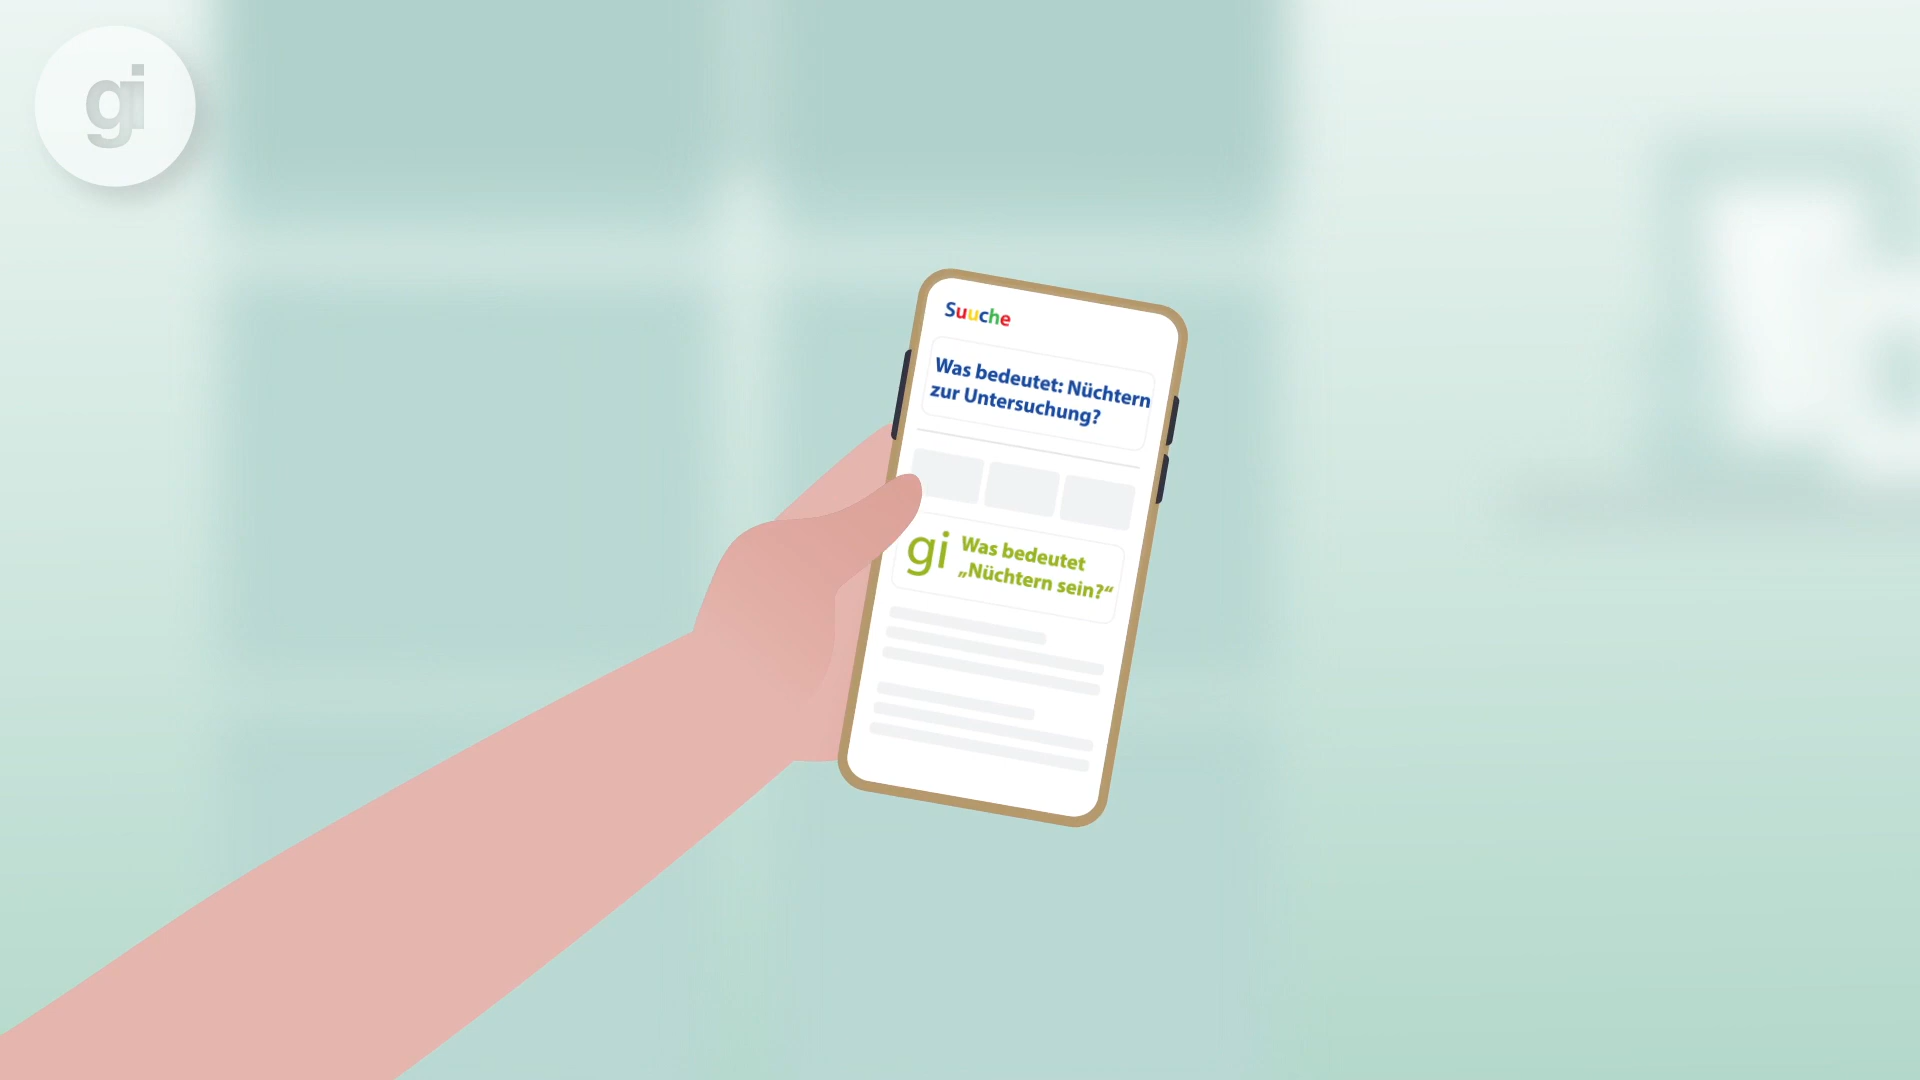 gi
Suuche
Was bedeutet: Nüchtern
zur Untersuchung?
gi
Was bedeutet
„Nüchtern sein?“